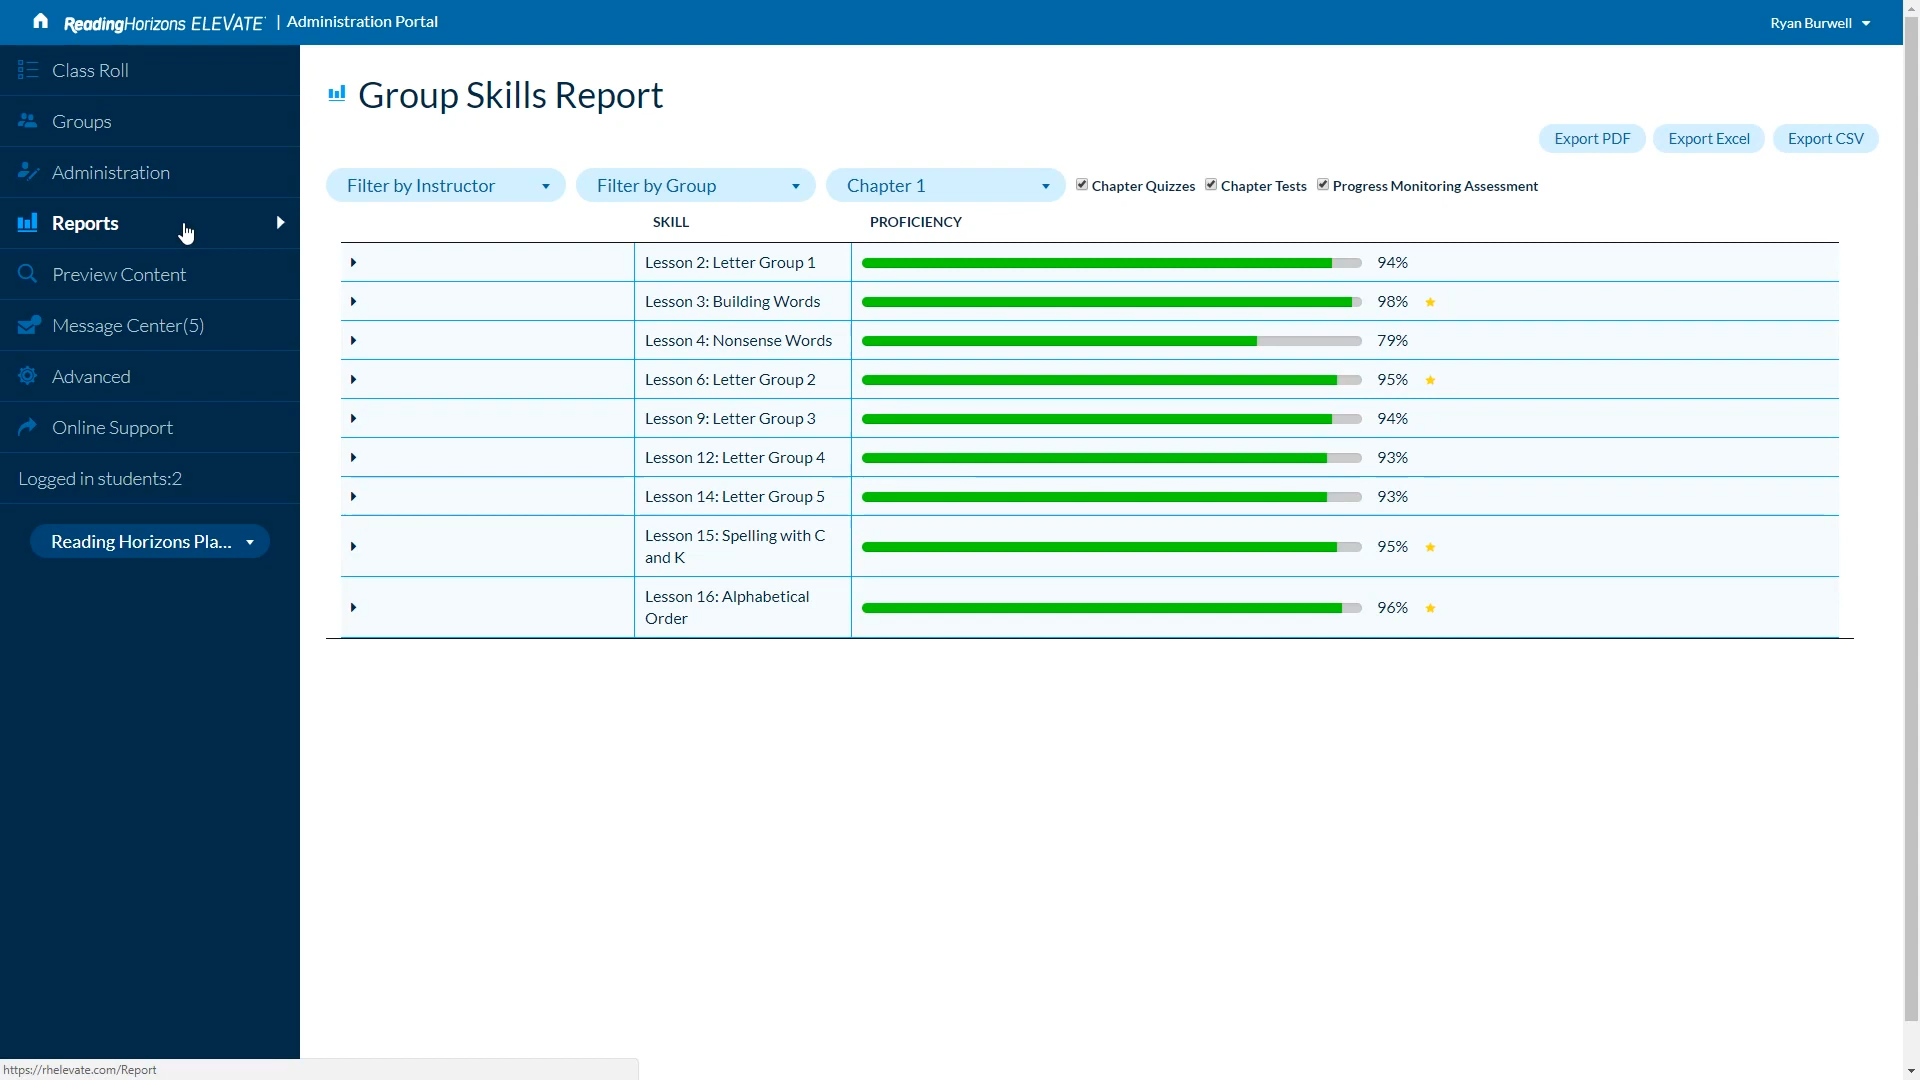 ReadingHorizons ELEVATE | Administration Portal
Ryan Burwell
Class Roll
Groups
Administration
Reports
Preview Content
Message Center(5)
Advanced
Online Support
Logged in students:2
Reading Horizons Pla...
Group Skills Report
Export PDF Export Excel Export CSV
Filter by Instructor Filter by Group Chapter 1 Chapter Quizzes Chapter Tests Progress Monitoring Assessment
SKILL PROFICIENCY
Lesson 2: Letter Group 1 94%
Lesson 3: Building Words 98%
Lesson 4: Nonsense Words 79%
Lesson 6: Letter Group 2 95%
Lesson 9: Letter Group 3 94%
Lesson 12: Letter Group 4 93%
Lesson 14: Letter Group 5 93%
Lesson 15: Spelling with C
and K
95%
Lesson 16: Alphabetical
Order
96%
https://rhelevate.com/Report